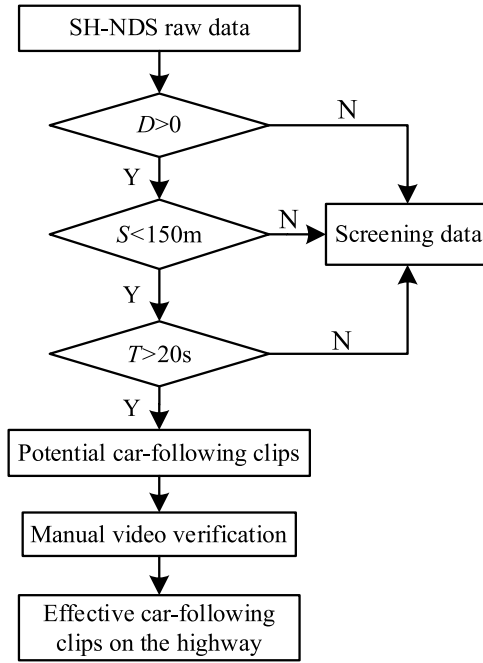 SH-NDS raw data
D>0
N
Y
S<150m
N
Screening data
Y
T>20s
N
Y
Potential car-following clips
Manual video verification
Effective car-following
clips on the highway